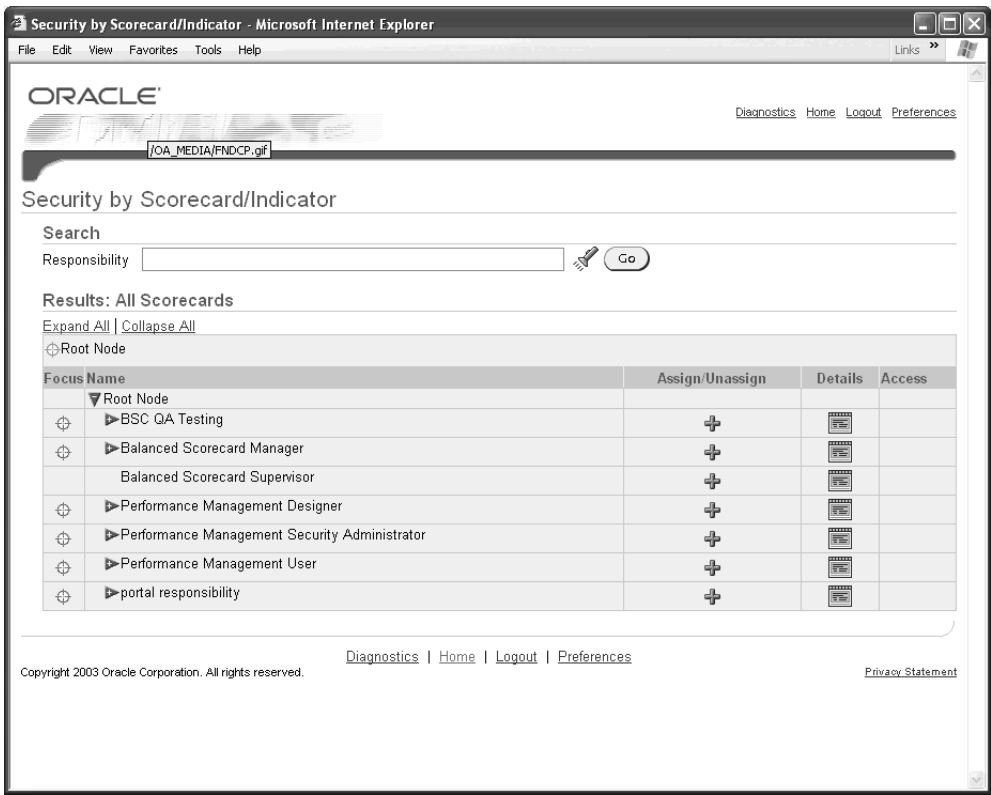 Security by Scorecard/Indicator - Microsoft Internet Explorer
File Edit View Favorites Tools Help Links »
ORACLE
Diagnostics Home Logout Preferences
/OA_MEDIA/FNDCP.gif
Security by Scorecard/Indicator
Search
Responsibility Go
Results: All Scorecards
Expand All | Collapse All
Root Node
Focus Name Assign/Unassign Details Access
Root Node
BSC QA Testing
Balanced Scorecard Manager
Balanced Scorecard Supervisor
Performance Management Designer
Performance Management Security Administrator
Performance Management User
portal responsibility
Diagnostics | Home | Logout | Preferences
Copyright 2003 Oracle Corporation. All rights reserved. Privacy Statement